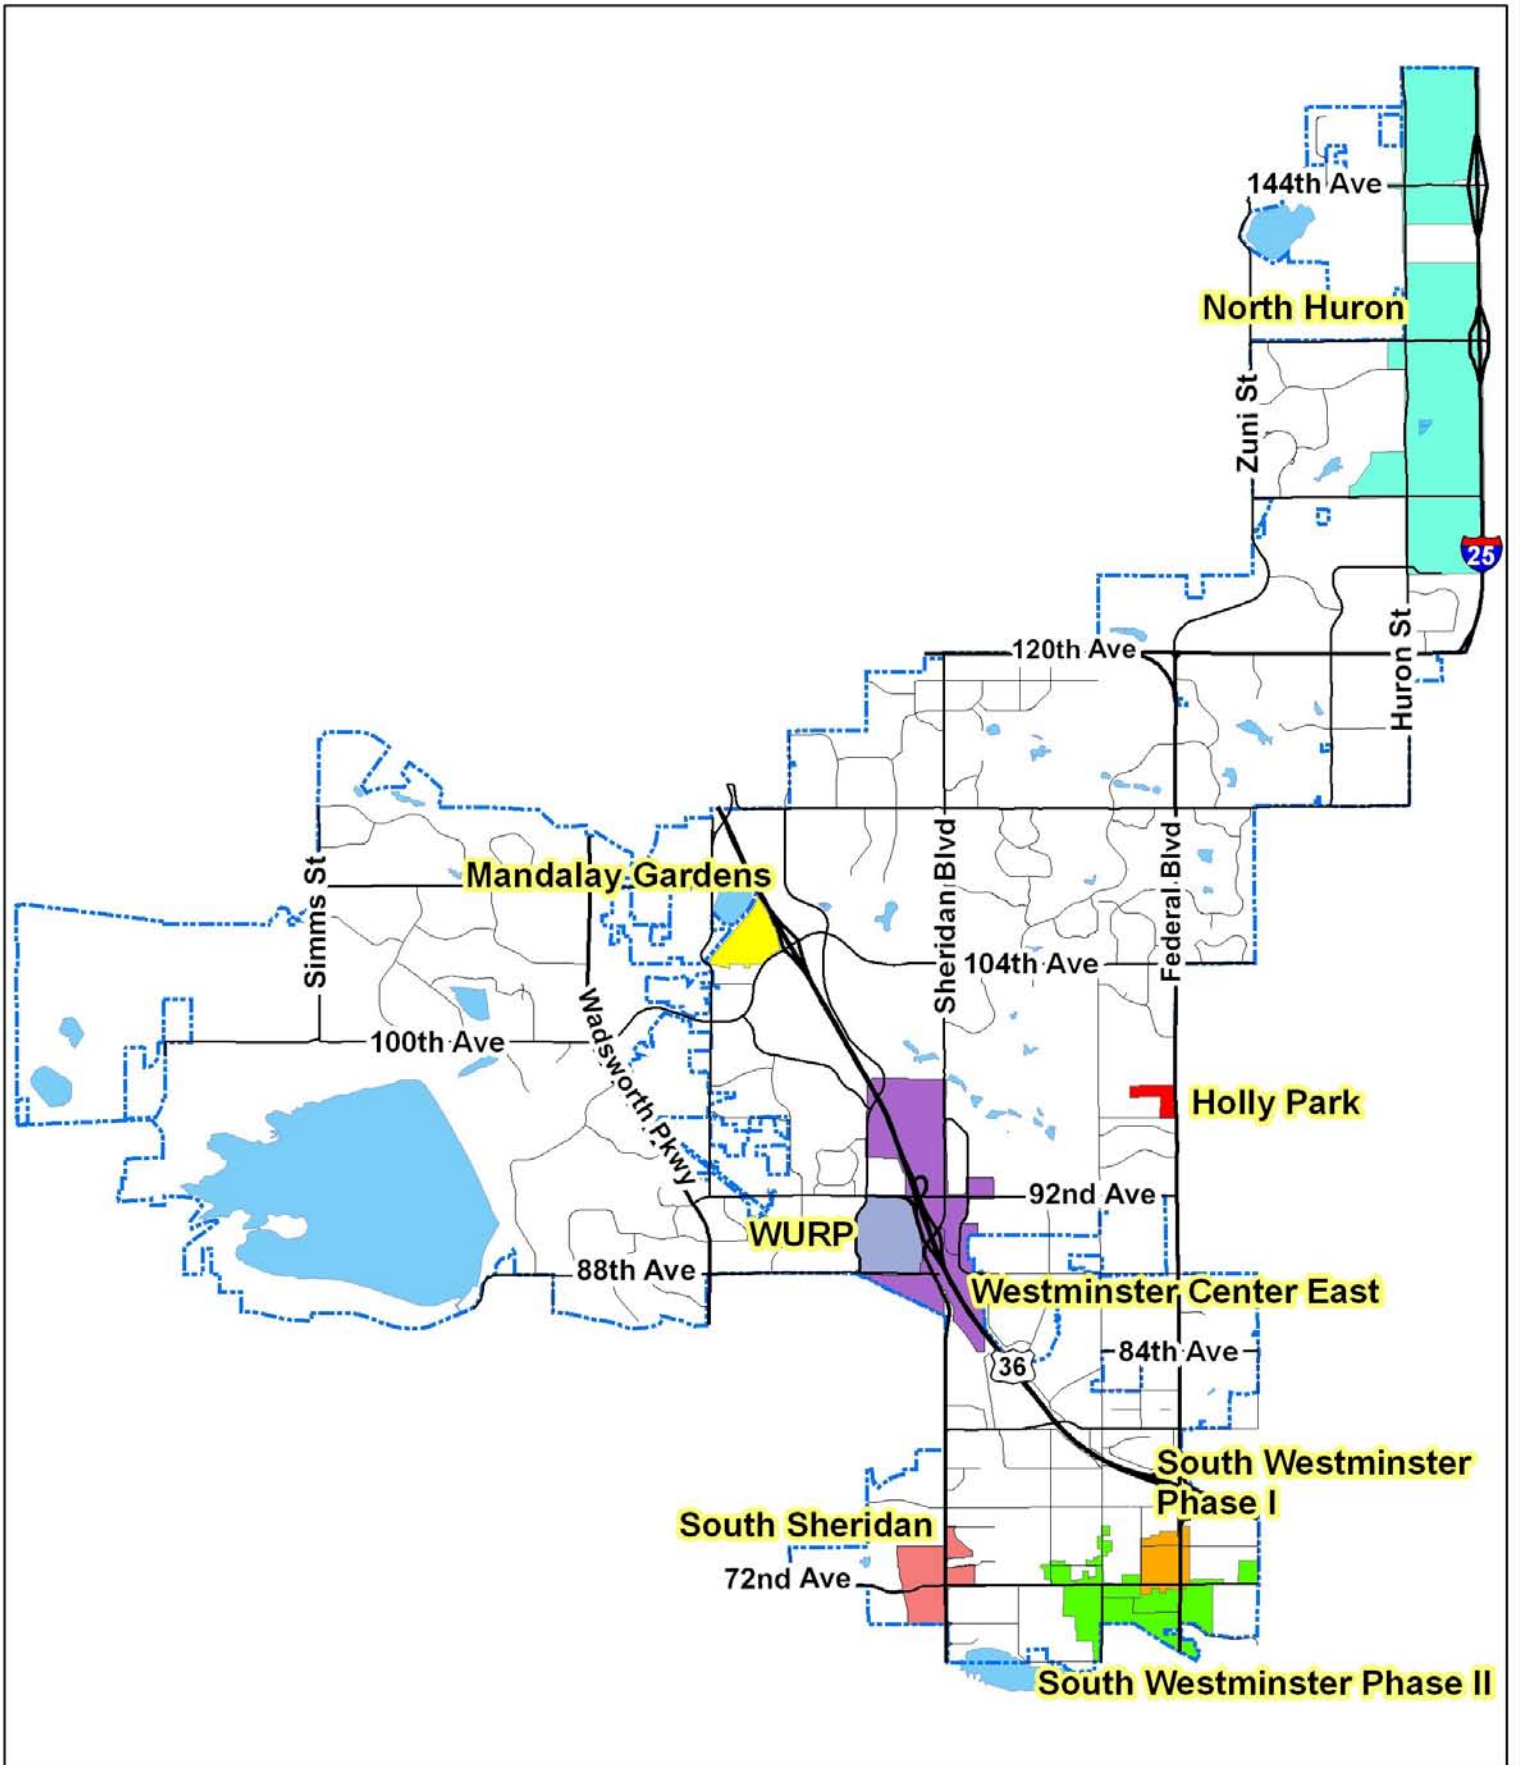 144th Ave
North Huron
Zuni St
25
Huron St
120th Ave
Mandalay Gardens
Simms St
Sheridan Blvd
Federal Blvd
104th Ave
Wadsworth Pkwy
100th Ave
Holly Park
92nd Ave
WURP
88th Ave
Westminster Center East
84th Ave
36
South Westminster
Phase I
South Sheridan
72nd Ave
South Westminster Phase II